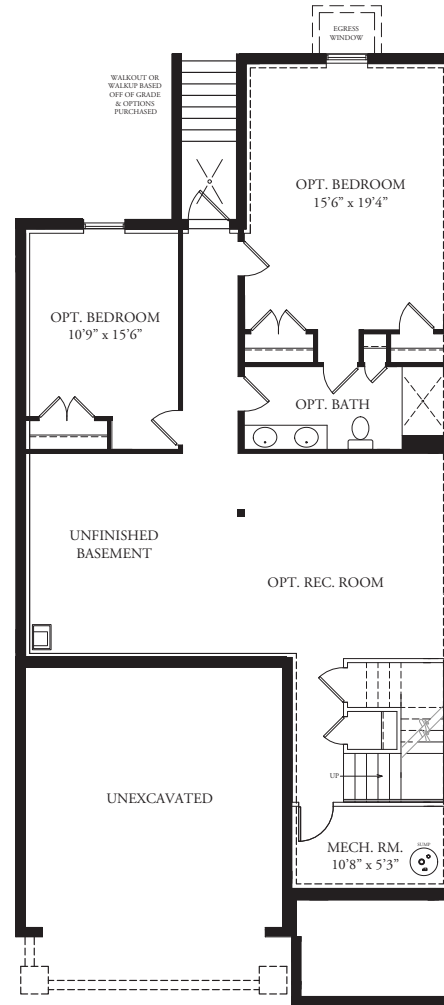 EGRESS
WINDOW
WALKOUT OR
WALKUP BASED
OFF OF GRADE
& OPTIONS
PURCHASED
OPT. BEDROOM
15’6” x 19’4”
OPT. BEDROOM
10’9” x 15’6”
OPT. BATH
UNFINISHED
BASEMENT
OPT. REC. ROOM
UP
UNEXCAVATED
MECH. RM.
10’8” x 5’3”
SUMP